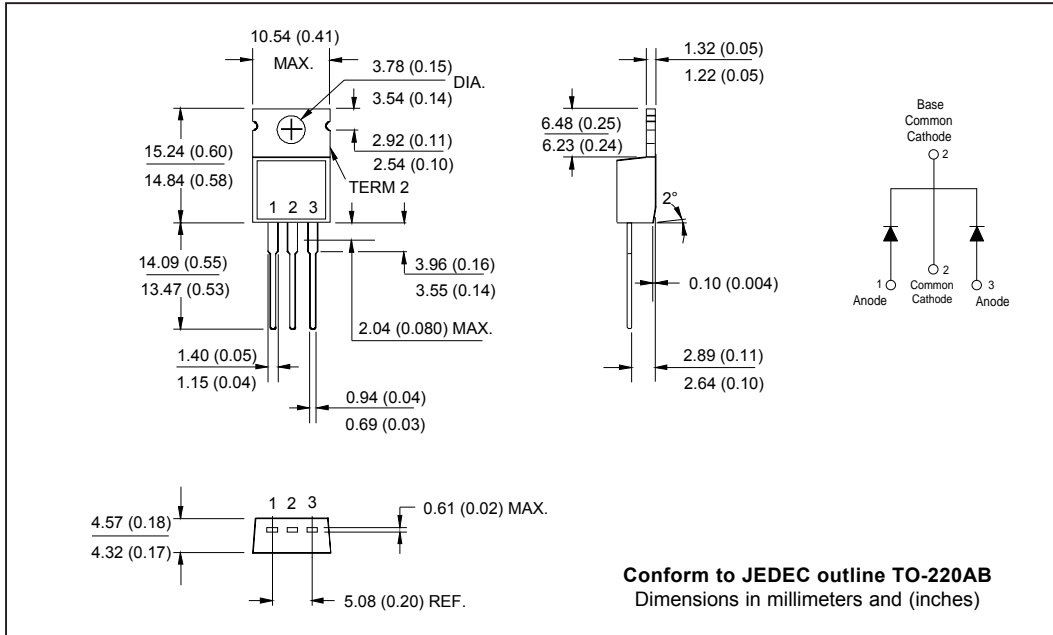 10.54 (0.41)
MAX.
3.78 (0.15)
3.54 (0.14)
DIA.
2.92 (0.11)
2.54 (0.10)
15.24 (0.60)
14.84 (0.58)
TERM 2
1 2 3
14.09 (0.55)
13.47 (0.53)
3.96 (0.16)
3.55 (0.14)
2.04 (0.080) MAX.
1.40 (0.05)
1.15 (0.04)
0.94 (0.04)
0.69 (0.03)
1.32 (0.05)
1.22 (0.05)
6.48 (0.25)
6.23 (0.24)
2°
0.10 (0.004)
2.89 (0.11)
2.64 (0.10)
Base
Common
Cathode
2
1
Anode
2
Common
Cathode
3
Anode
1 2 3
4.57 (0.18)
4.32 (0.17)
0.61 (0.02) MAX.
5.08 (0.20) REF.
Conform to JEDEC outline TO-220AB
Dimensions in millimeters and (inches)